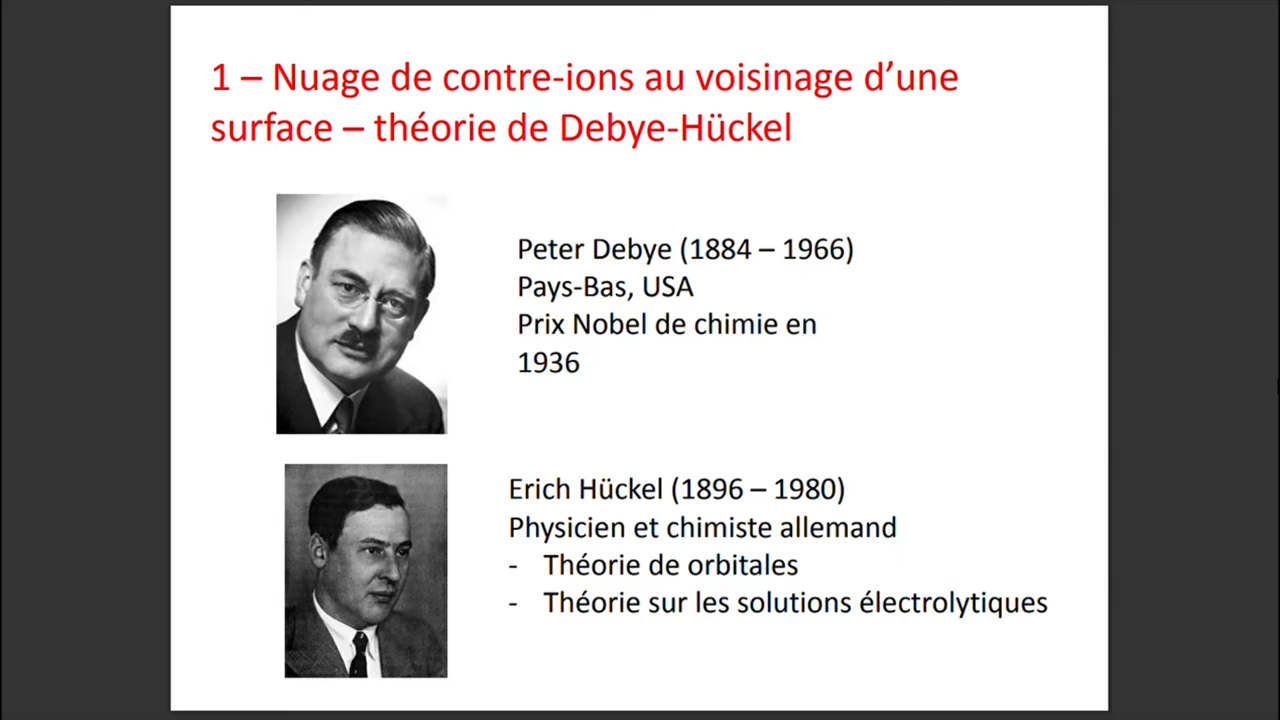 1 – Nuage de contre-ions au voisinage d’une
surface – théorie de Debye-Hückel
Peter Debye (1884 – 1966)
Pays-Bas, USA
Prix Nobel de chimie en
1936
Erich Hückel (1896 – 1980)
Physicien et chimiste allemand
- Théorie de orbitales
- Théorie sur les solutions électrolytiques